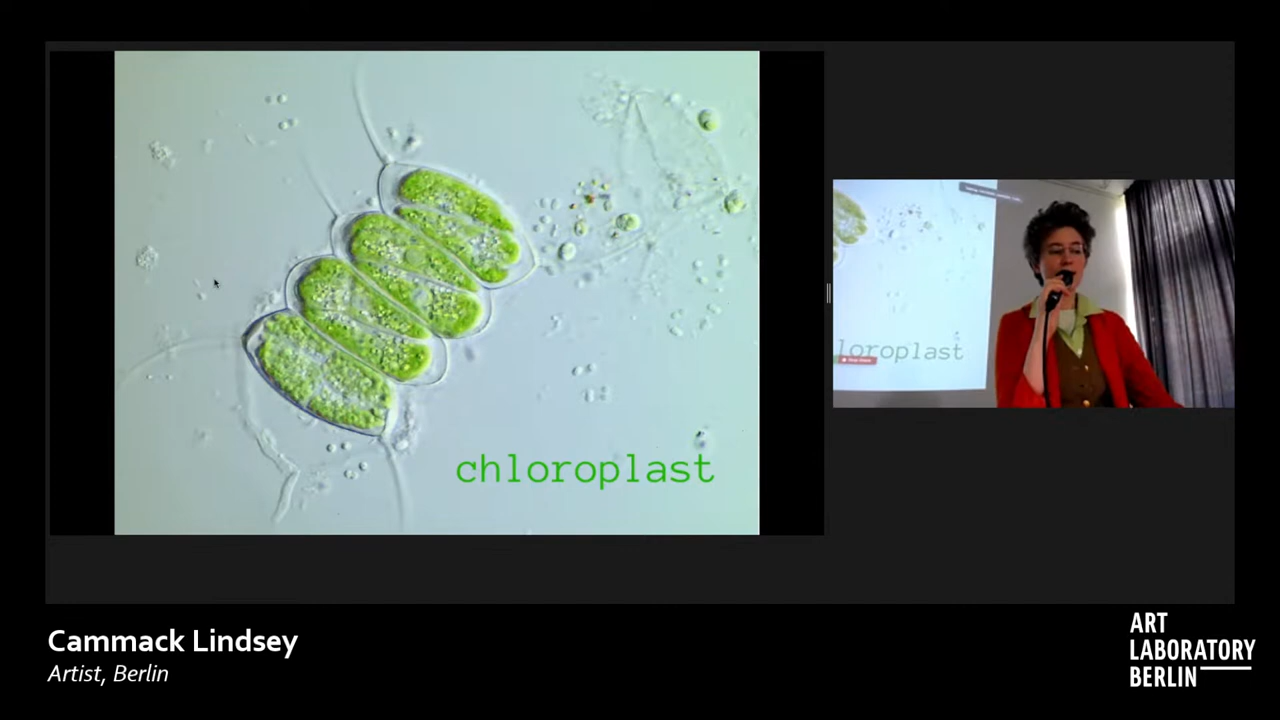 chloroplast
loroplast
Cammack Lindsey
Artist, Berlin
ART
LABORATORY
BERLIN